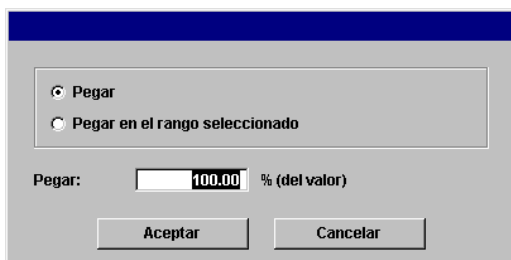 Pegar
Pegar en el rango seleccionado
Pegar: 100.00 % (del valor)
Aceptar Cancelar